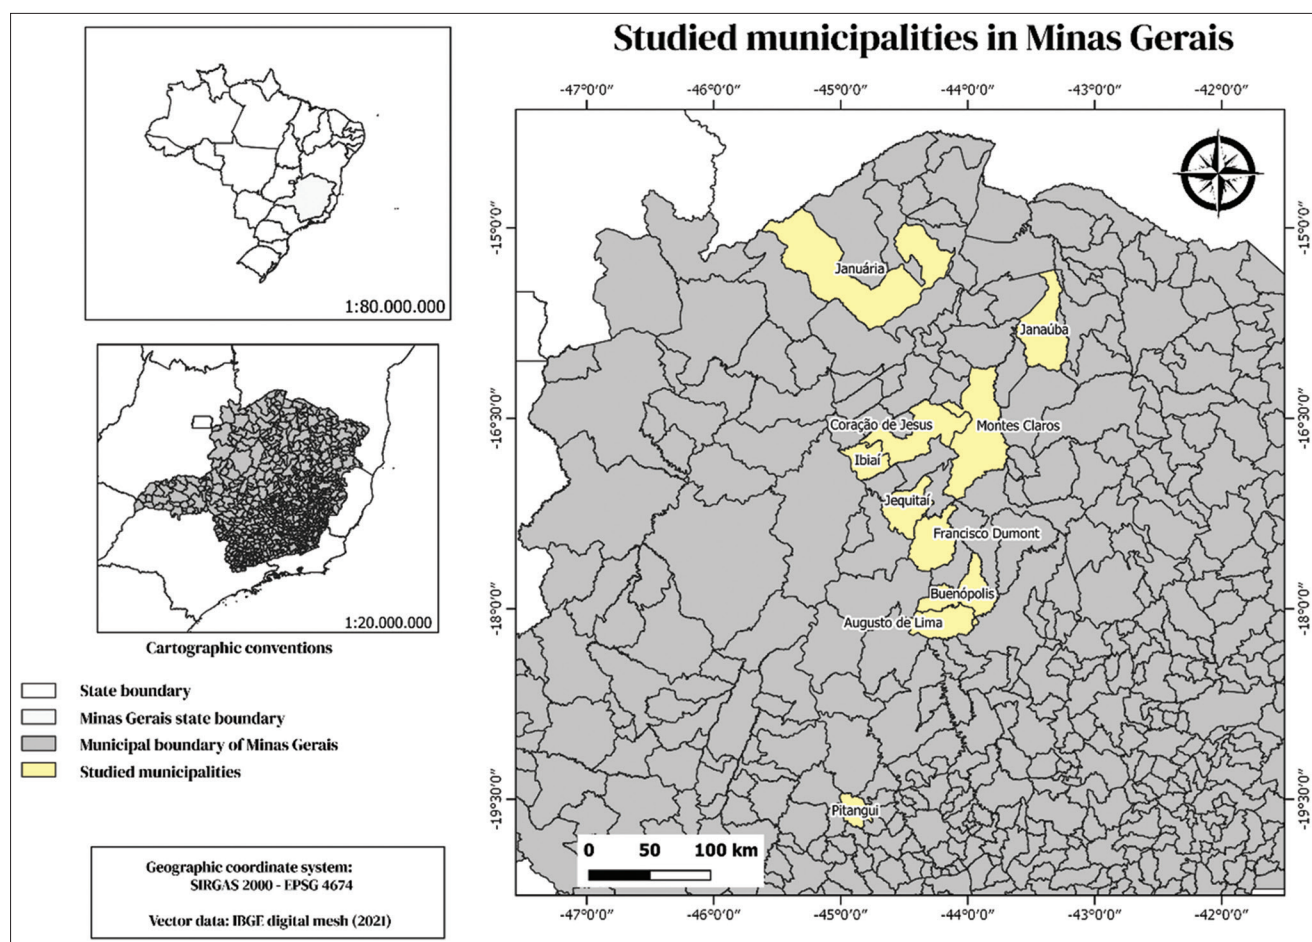 Studied municipalities in Minas Gerais
1:80.000.000
1:20.000.000
Cartographic conventions
State boundary
Minas Gerais state boundary
Municipal boundary of Minas Gerais
Studied municipalities
Geographic coordinate system:
SIRGAS 2000 - EPSG 4674
Vector data: IBGE digital mesh (2021)
-47°0'0" -46°0'0" -45°0'0" -44°0'0" -43°0'0" -42°0'0"
-15°0'0" -15°0'0"
Januária
Janaúba
-16°30'0" -16°30'0"
Coração de Jesus
Montes Claros
Ibiaí
Jequitaí
Francisco Dumont
Buenópolis
-18°0'0" -18°0'0"
Augusto de Lima
-19°30'0" -19°30'0"
Pitangui
0 50 100 km
-47°0'0" -46°0'0" -45°0'0" -44°0'0" -43°0'0" -42°0'0"